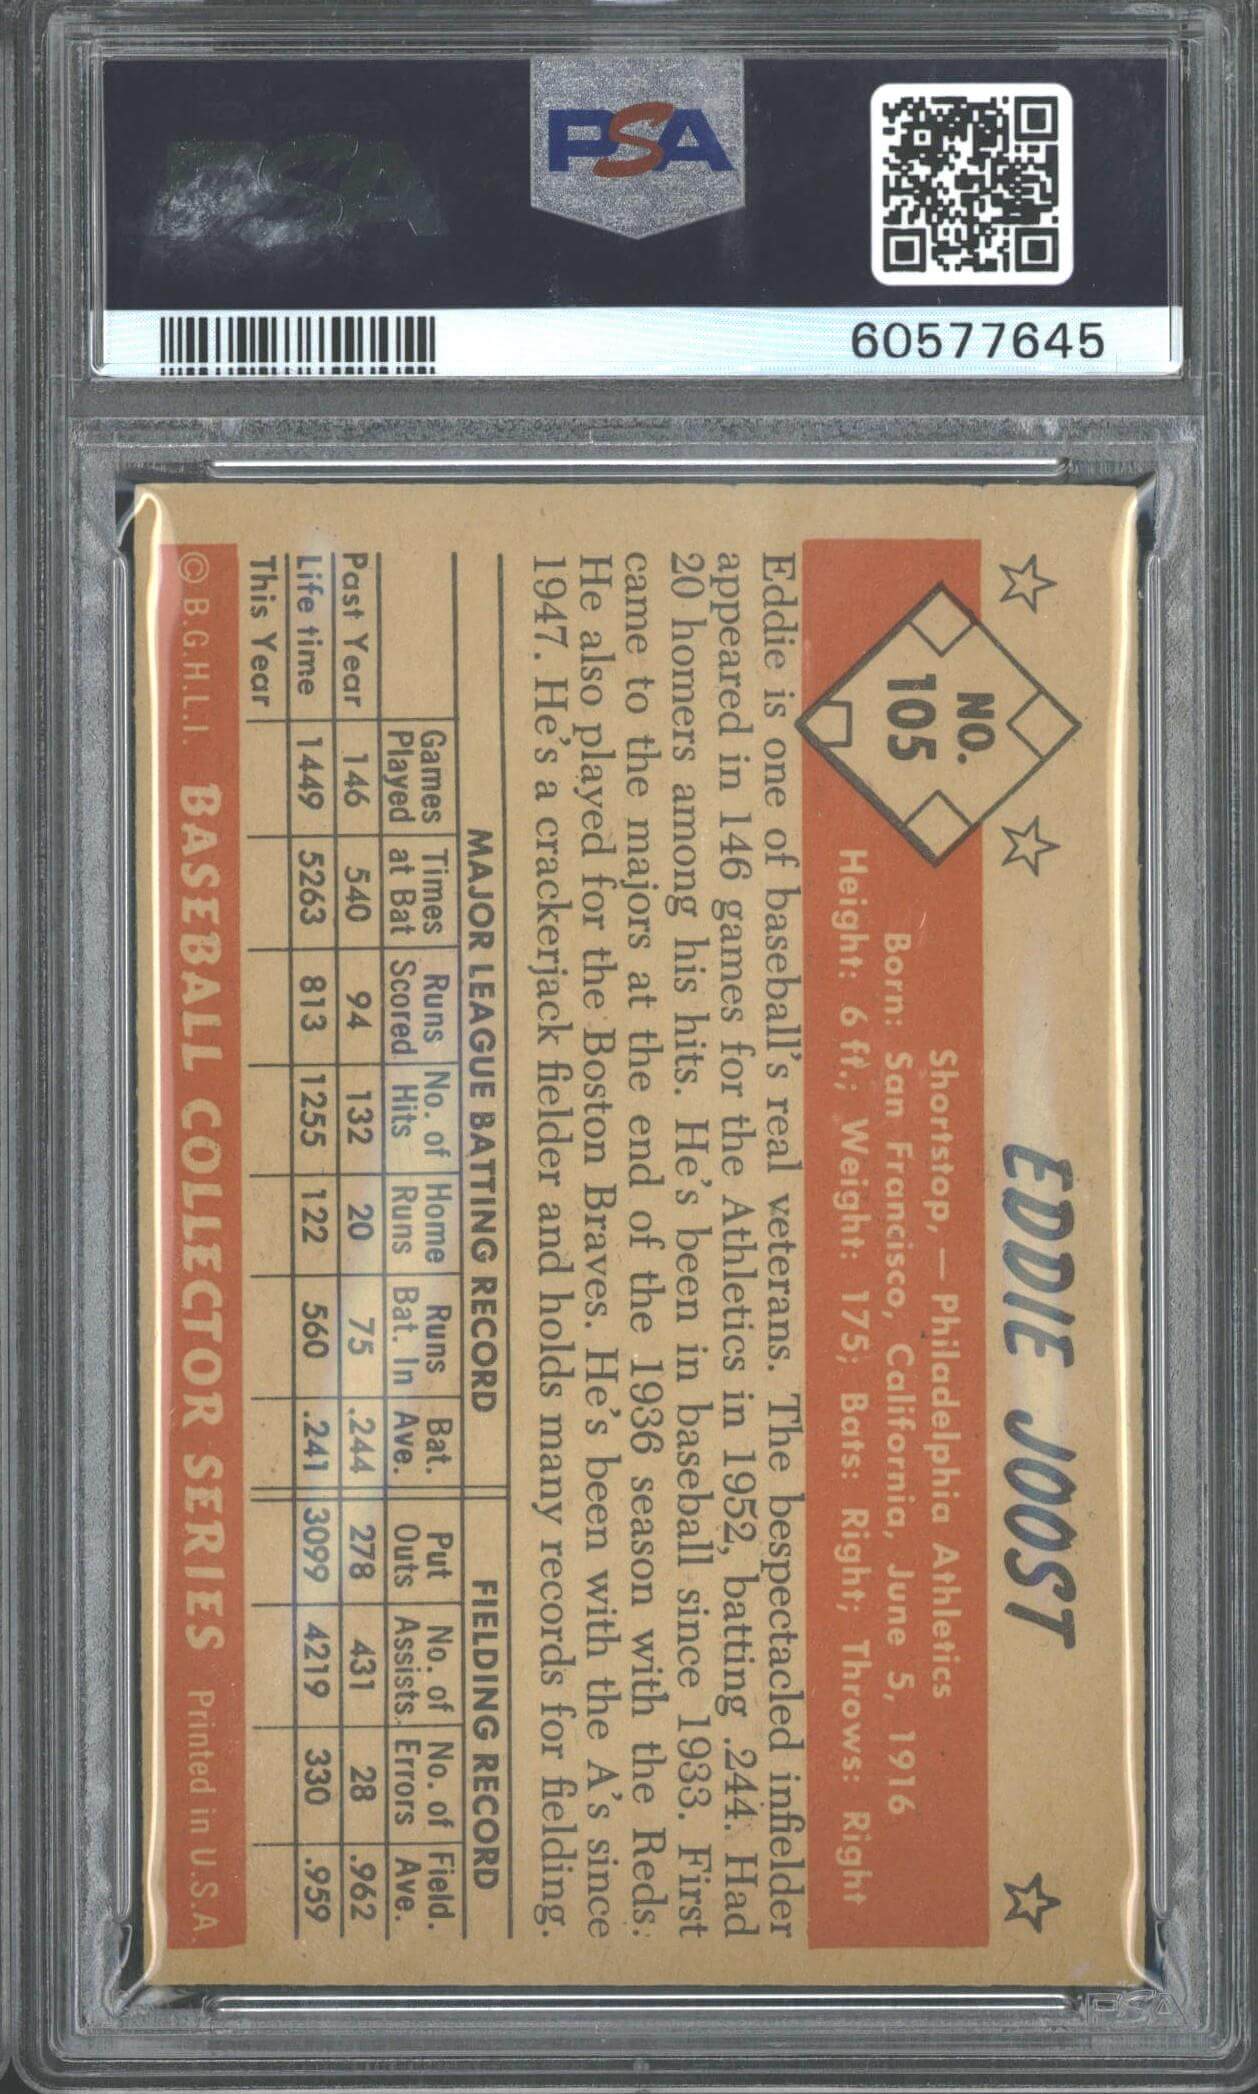 PSA
60577645
EDDIE JOOST
NO.
105
Shortstop, — Philadelphia Athletics
Born: San Francisco, California, June 5, 1916
Height: 6 ft.; Weight: 175; Bats: Right; Throws: Right
Eddie is one of baseball's real veterans. The bespectacled infielder
appeared in 146 games for the Athletics in 1952, batting .244. Had
20 homers among his hits. He's been in baseball since 1933. First
came to the majors at the end of the 1936 season with the Reds.
He also played for the Boston Braves. He's been with the A's since
1947. He's a crackerjack fielder and holds many records for fielding.
MAJOR LEAGUE BATTING RECORD FIELDING RECORD
Games Played Times at Bat Runs Scored No. of Hits Home Runs Runs Bat. In Bat. Ave. Put Outs No. of Assists No. of Errors Field. Ave.
Past Year 146 540 94 132 20 75 .244 278 431 28 .962
Life time 1449 5263 813 1255 122 560 .241 3099 4219 330 .959
This Year
© B.G.H.L.I. BASEBALL COLLECTOR SERIES Printed in U.S.A.
PSA